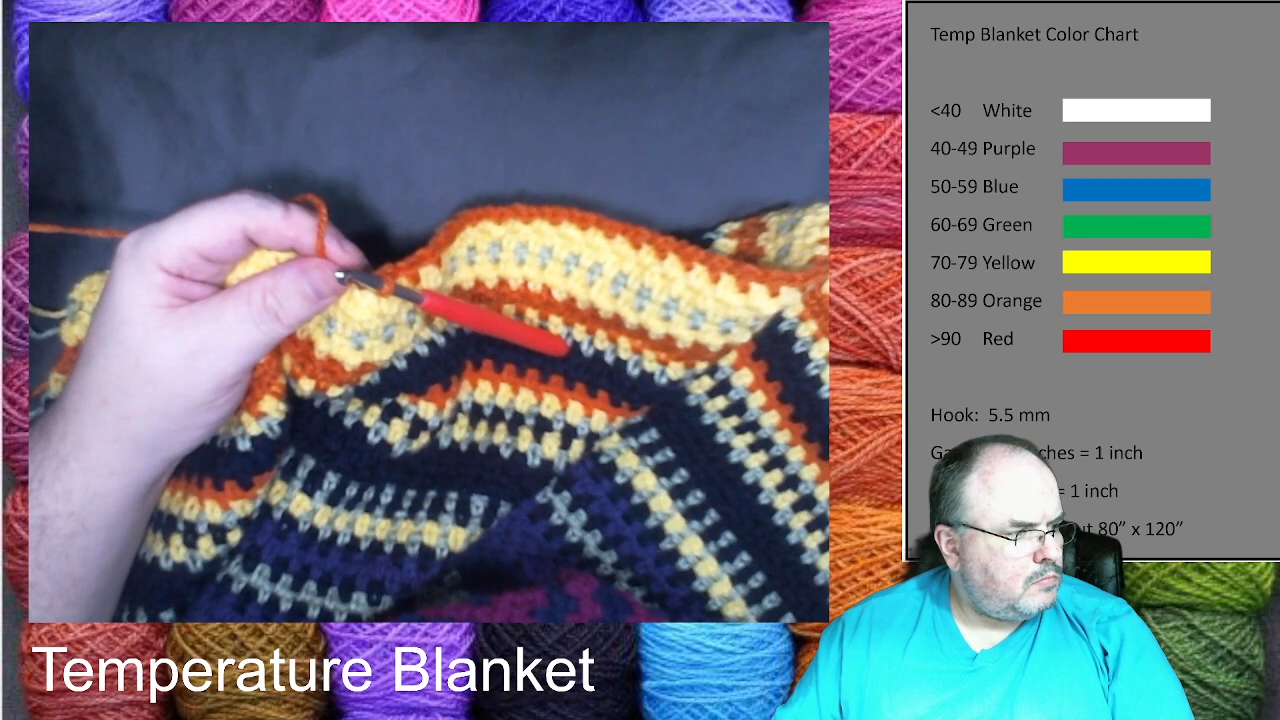 Temp Blanket Color Chart
<40 White
40-49 Purple
50-59 Blue
60-69 Green
70-79 Yellow
80-89 Orange
>90 Red
Hook: 5.5 mm
= 1 inch
= 1 inch
80” x 120”
Temperature Blanket